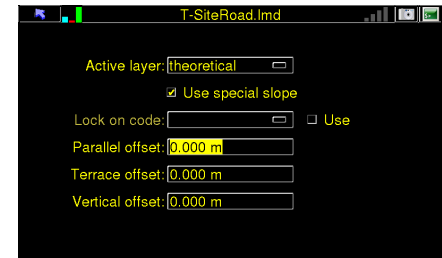 T-SiteRoad.lmd
Active layer: theoretical
Use special slope
Lock on code: Use
Parallel offset: 0.000 m
Terrace offset: 0.000 m
Vertical offset: 0.000 m